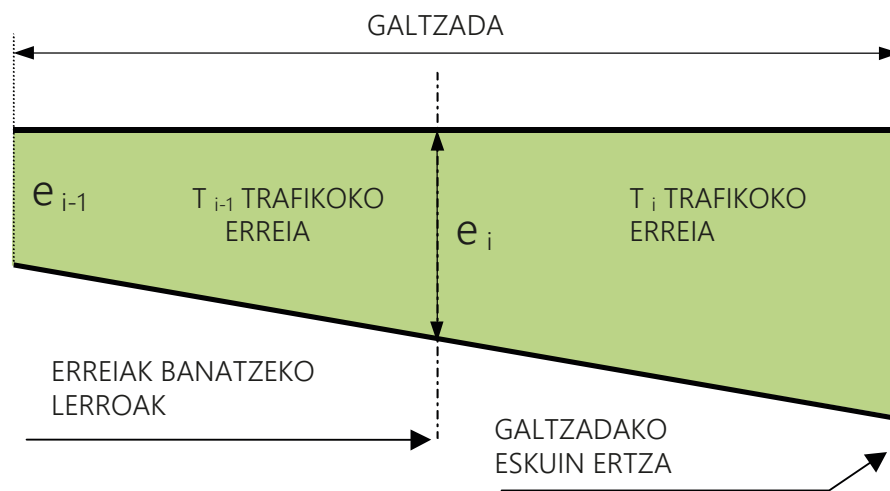 GALTZADA
e i-1
T i-1 TRAFIKOKO
ERREIA
e i
T i TRAFIKOKO
ERREIA
ERREIAK BANATZEKO
LERROAK
GALTZADAKO
ESKUIN ERTZA